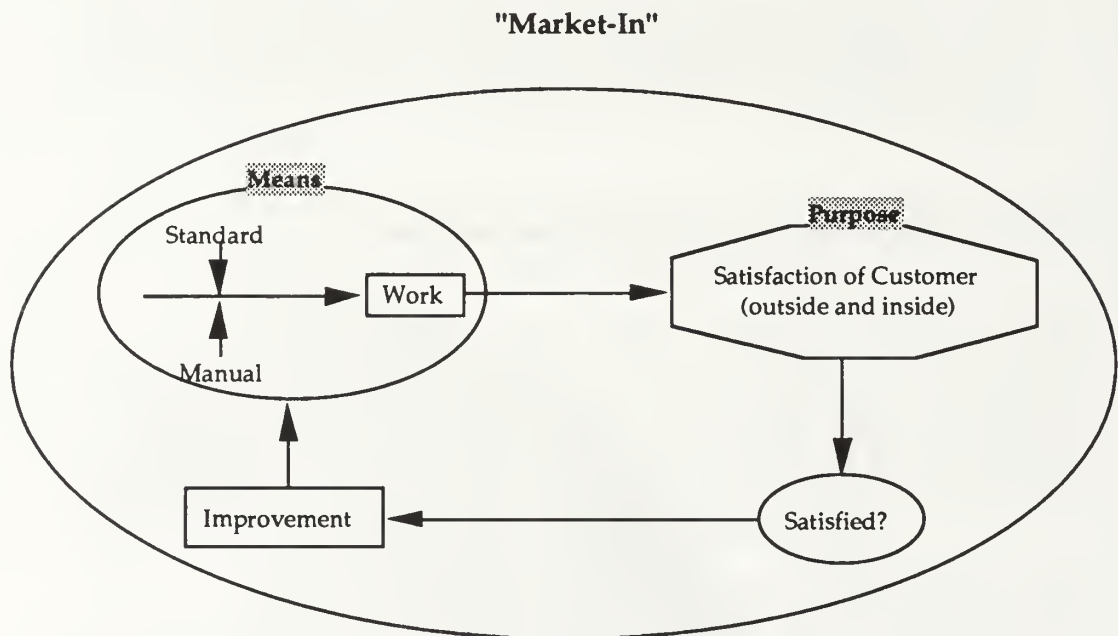 "Market-In"
Means
Standard
Work
Manual
Purpose
Satisfaction of Customer
(outside and inside)
Improvement
Satisfied?